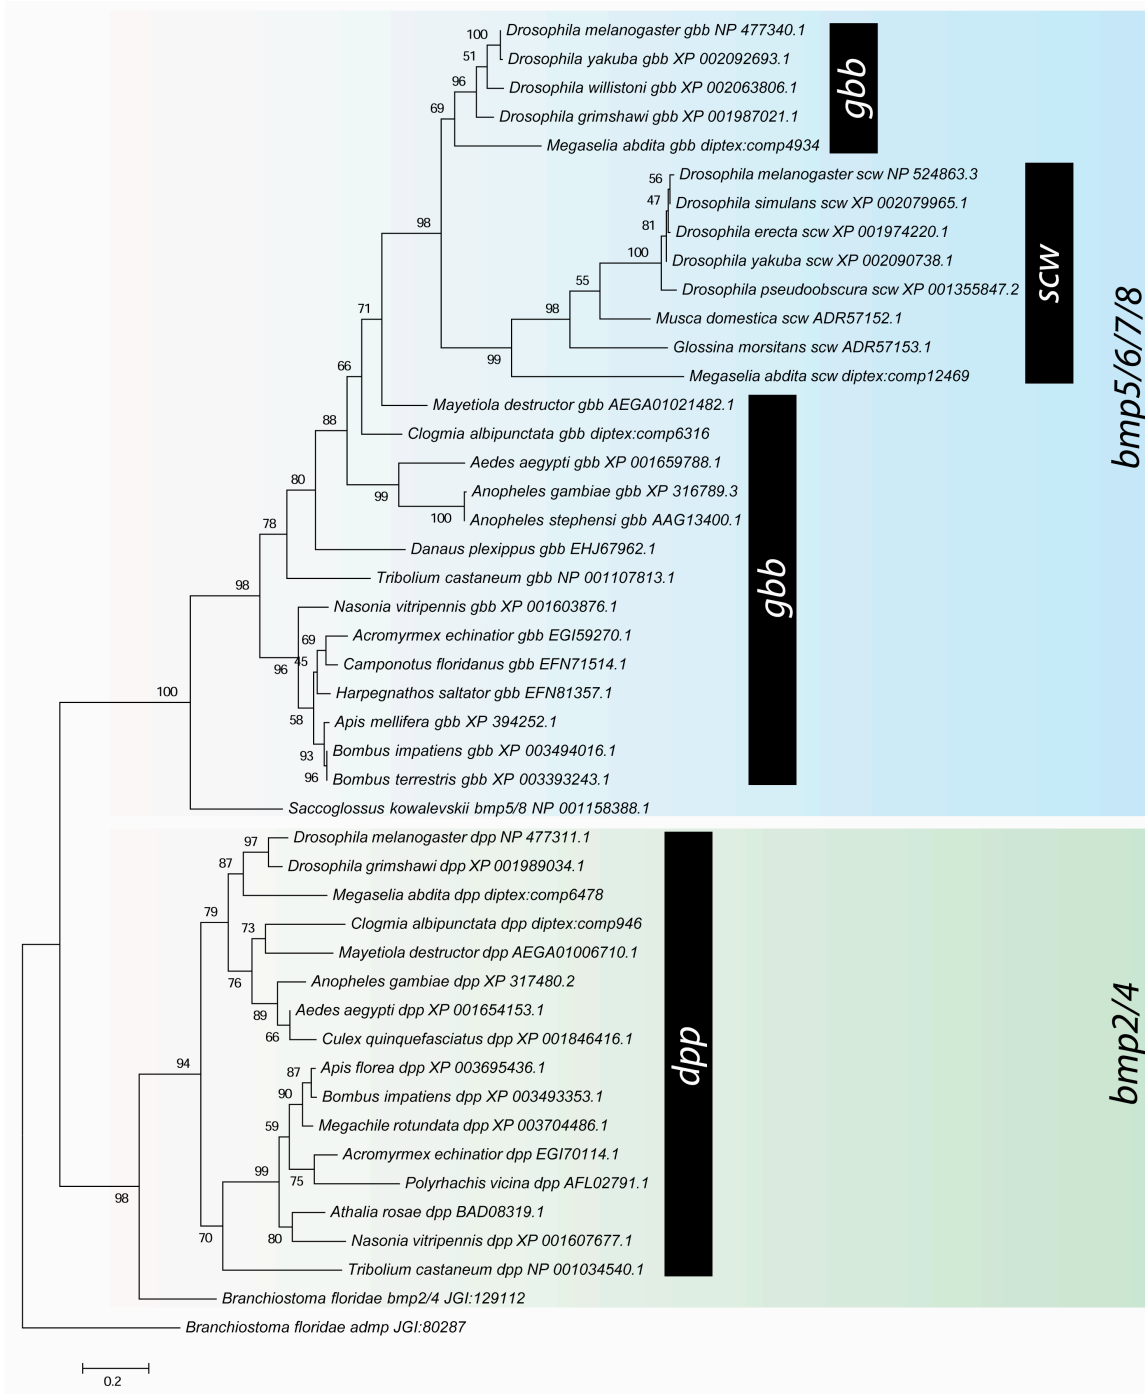 Drosophila melanogaster gbb NP 477340.1
100
Drosophila yakuba gbb XP 002092693.1
51
Drosophila willistoni gbb XP 002063806.1
96
Drosophila grimshawi gbb XP 001987021.1
69
Megaselia abdita gbb diptex:comp4934
gbb
Drosophila melanogaster scw NP 524863.3
56
Drosophila simulans scw XP 002079965.1
47
Drosophila erecta scw XP 001974220.1
81
Drosophila yakuba scw XP 002090738.1
100
Drosophila pseudoobscura scw XP 001355847.2
55
Musca domestica scw ADR57152.1
98
Glossina morsitans scw ADR57153.1
99
Megaselia abdita scw diptex:comp12469
scw
98
Mayetiola destructor gbb AEGA01021482.1
71
Clogmia albipunctata gbb diptex:comp6316
66
Aedes aegypti gbb XP 001659788.1
99
Anopheles gambiae gbb XP 316789.3
100
Anopheles stephensi gbb AAG13400.1
88
Danaus plexippus gbb EHJ67962.1
80
Tribolium castaneum gbb NP 001107813.1
78
Nasonia vitripennis gbb XP 001603876.1
98
96
Acromyrmex echinatior gbb EGI59270.1
69
Camponotus floridanus gbb EFN71514.1
45
Harpegnathos saltator gbb EFN81357.1
58
Apis mellifera gbb XP 394252.1
93
Bombus impatiens gbb XP 003494016.1
96
Bombus terrestris gbb XP 003393243.1
gbb
100
Saccoglossus kowalevskii bmp5/8 NP 001158388.1
bmp5/6/7/8
Drosophila melanogaster dpp NP 477311.1
97
Drosophila grimshawi dpp XP 001989034.1
87
Megaselia abdita dpp diptex:comp6478
79
Clogmia albipunctata dpp diptex:comp946
73
Mayetiola destructor dpp AEGA01006710.1
76
Anopheles gambiae dpp XP 317480.2
89
Aedes aegypti dpp XP 001654153.1
66
Culex quinquefasciatus dpp XP 001846416.1
94
Apis florea dpp XP 003695436.1
87
Bombus impatiens dpp XP 003493353.1
90
Megachile rotundata dpp XP 003704486.1
59
Acromyrmex echinatior dpp EGI70114.1
75
Polyrhachis vicina dpp AFL02791.1
99
Athalia rosae dpp BAD08319.1
80
Nasonia vitripennis dpp XP 001607677.1
70
Tribolium castaneum dpp NP 001034540.1
dpp
98
Branchiostoma floridae bmp2/4 JGI:129112
bmp2/4
Branchiostoma floridae admp JGI:80287
0.2